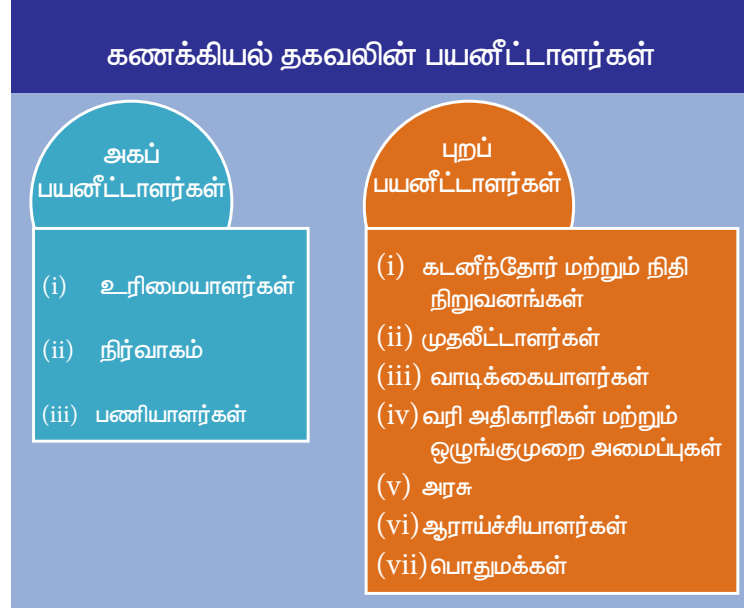 கணக்கியல் தகவலின் பயனீட்டாளர்கள்
அகப்
பயனீட்டாளர்கள்
(i) உரிமையாளர்கள்
(ii) நிர்வாகம்
(iii) பணியாளர்கள்
புறப்
பயனீட்டாளர்கள்
(i) கடனீந்தோர் மற்றும் நிதி
நிறுவனங்கள்
(ii) முதலீட்டாளர்கள்
(iii) வாடிக்கையாளர்கள்
(iv) வரி அதிகாரிகள் மற்றும்
ஒழுங்குமுறை அமைப்புகள்
(v) அரசு
(vi) ஆராய்ச்சியாளர்கள்
(vii) பொதுமக்கள்